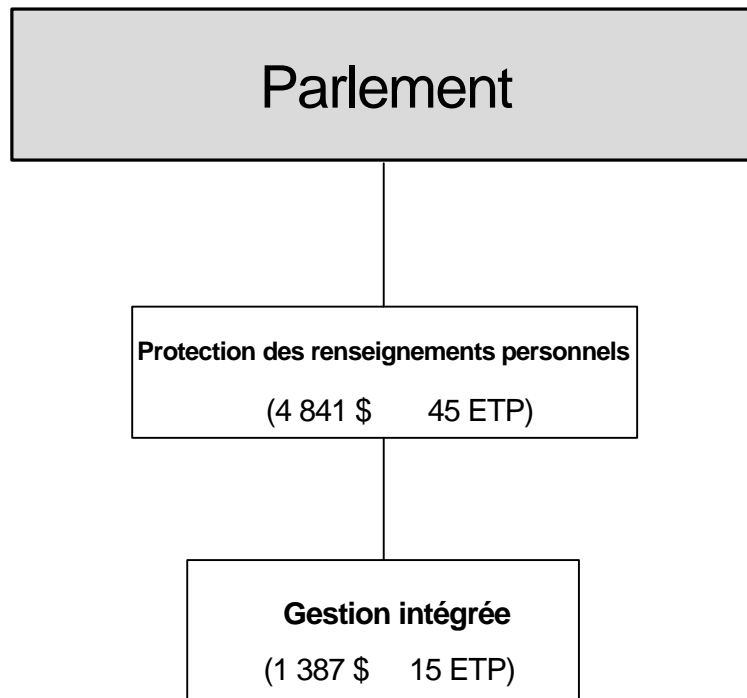 Parlement
Protection des renseignements personnels
(4 841 $ 45 ETP)
Gestion intégrée
(1 387 $ 15 ETP)